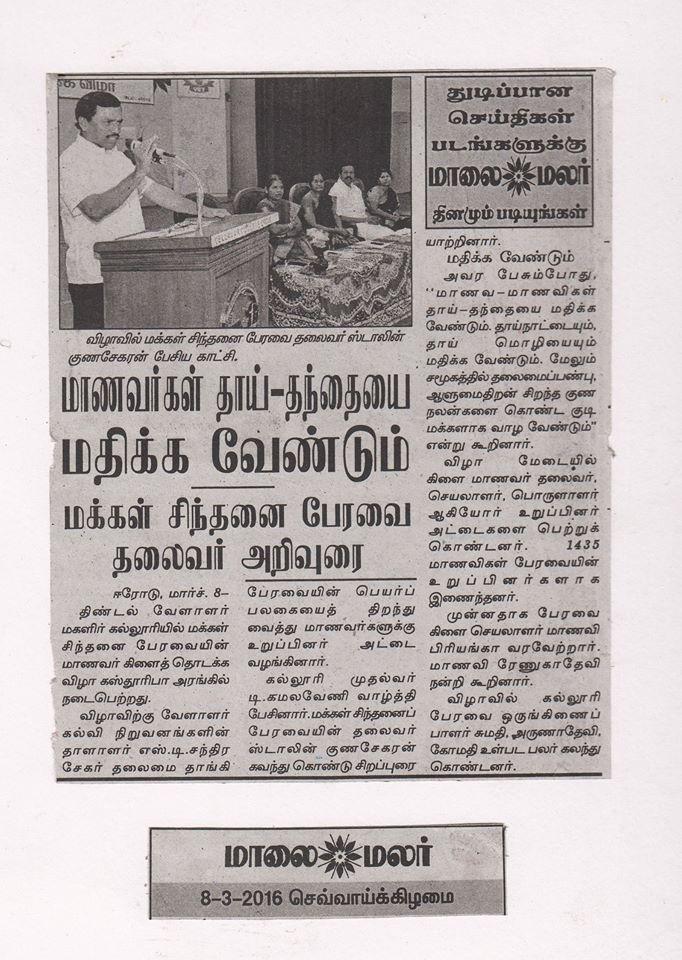 க விழா
விழாவில் மக்கள் சிந்தனை பேரவை தலைவர் ஸ்டாலின்
குணசேகரன் பேசிய காட்சி.
மாணவர்கள் தாய்-தந்தையை
மதிக்க வேண்டும்
மக்கள் சிந்தனை பேரவை
தலைவர் அறிவுரை
ஈரோடு, மார்ச். 8-
திண்டல் வேளாளர்
மகளிர் கல்லூரியில் மக்கள்
சிந்தனை பேரவையின்
மாணவர் கிளைத் தொடக்க
விழா கஸ்தூரிபா அரங்கில்
நடைபெற்றது.
விழாவிற்கு வேளாளர்
கல்வி நிறுவனங்களின்
தாளாளர் எஸ்.டி.சந்திர
சேகர் தலைமை தாங்கி
பேரவையின் பெயர்ப்
பலகையைத் திறந்து
வைத்து மாணவர்களுக்கு
உறுப்பினர் அட்டை
வழங்கினார்.
கல்லூரி முதல்வர்
டி.கமலவேணி வாழ்த்தி
பேசினார். மக்கள் சிந்தனைப்
பேரவையின் தலைவர்
ஸ்டாலின் குணசேகரன்
கலந்து கொண்டு சிறப்புரை
துடிப்பான
செய்திகள்
படங்களுக்கு
மாலை மலர்
தினமும் படியுங்கள்
யாற்றினார்.
மதிக்க வேண்டும்
அவர பேசும்போது,
"மாணவ-மாணவிகள்
தாய்-தந்தையை மதிக்க
வேண்டும். தாய்நாட்டையும்,
தாய் மொழியையும்
மதிக்க வேண்டும். மேலும்
சமூகத்தில் தலைமைப்பண்பு,
ஆளுமைதிறன் சிறந்த குண
நலன்களை கொண்ட குடி
மக்களாக வாழ வேண்டும்"
என்று கூறினார்.
விழா மேடையில்
கிளை மாணவர் தலைவர்,
செயலாளர், பொருளாளர்
ஆகியோர் உறுப்பினர்
அட்டைகளை பெற்றுக்
கொண்டனர். 1435
மாணவிகள் பேரவையின்
உறுப்பினர்களாக
இணைந்தனர்.
முன்னதாக பேரவை
கிளை செயலாளர் மாணவி
பிரியங்கா வரவேற்றார்.
மாணவி ரேணுகாதேவி
நன்றி கூறினார்.
விழாவில் கல்லூரி
பேரவை ஒருங்கிணைப்
பாளர் சுமதி, அருணாதேவி,
கோமதி உள்பட பலர் கலந்து
கொண்டனர்.
மாலை மலர்
8-3-2016 செவ்வாய்க்கிழமை